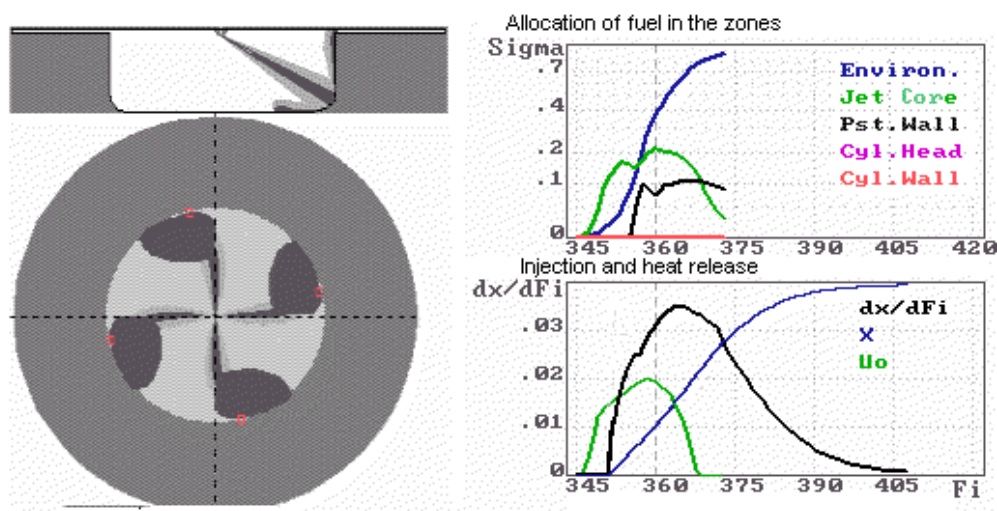 Allocation of fuel in the zones
Sigma
.7
.4
.2
.1
0
Environ.
Jet Core
Pst.Wall
Cyl.Head
Cyl.Wall
345 360 375 390 405 420
Injection and heat release
dx/dFi
.03
.02
.01
0
dx/dFi
X
Uo
345 360 375 390 405 Fi